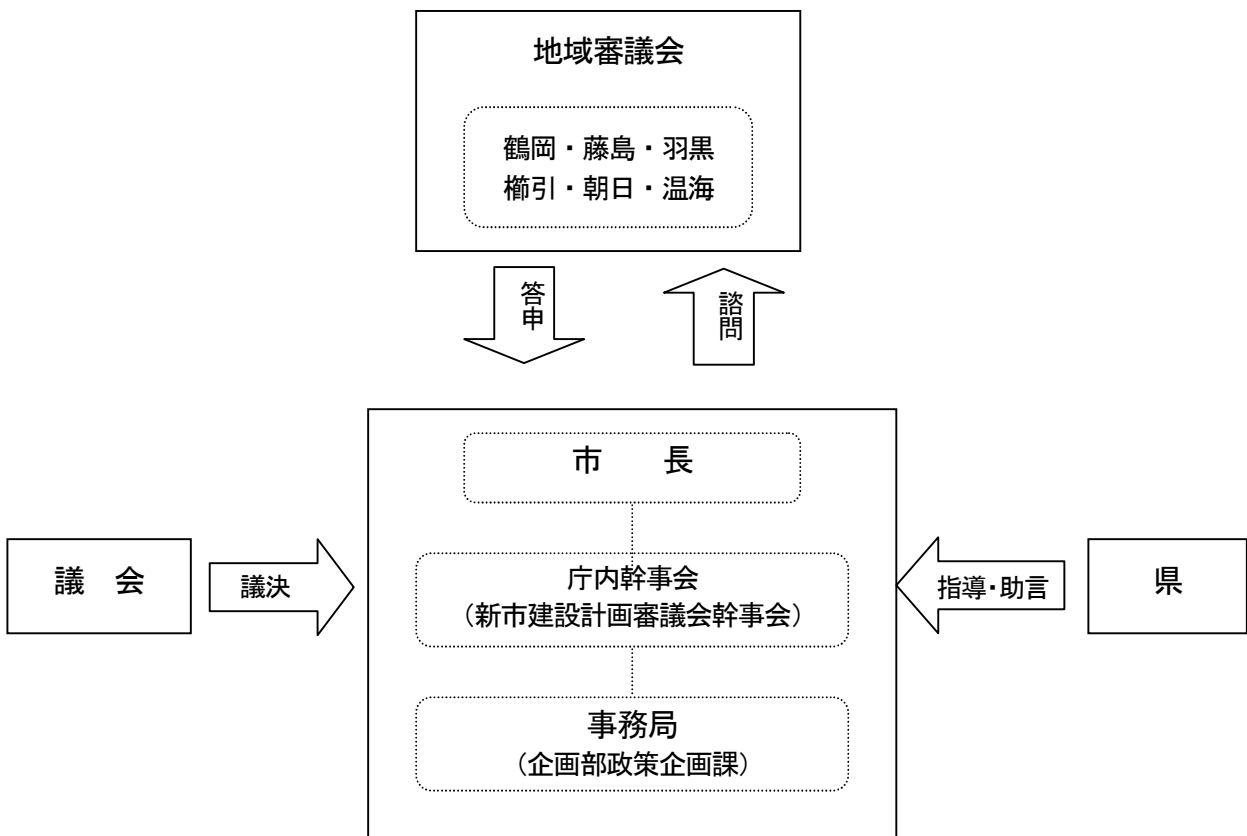 地域審議会
鶴岡・藤島・羽黒
櫛引・朝日・温海
答申
諮問
市　長
議　会
議決
庁内幹事会
（新市建設計画審議会幹事会）
指導・助言
県
事務局
（企画部政策企画課）